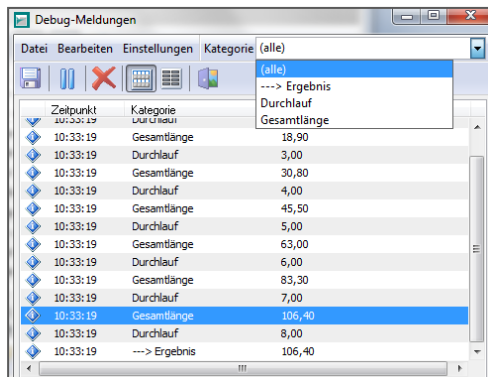 Debug-Meldungen
Datei Bearbeiten Einstellungen Kategorie (alle)
(alle)
---> Ergebnis
Durchlauf
Gesamtlänge
Zeitpunkt Kategorie
10:33:19 Durchlauf
10:33:19 Gesamtlänge 18,90
10:33:19 Durchlauf 3,00
10:33:19 Gesamtlänge 30,80
10:33:19 Durchlauf 4,00
10:33:19 Gesamtlänge 45,50
10:33:19 Durchlauf 5,00
10:33:19 Gesamtlänge 63,00
10:33:19 Durchlauf 6,00
10:33:19 Gesamtlänge 83,30
10:33:19 Durchlauf 7,00
10:33:19 Gesamtlänge 106,40
10:33:19 Durchlauf 8,00
10:33:19 ---> Ergebnis 106,40